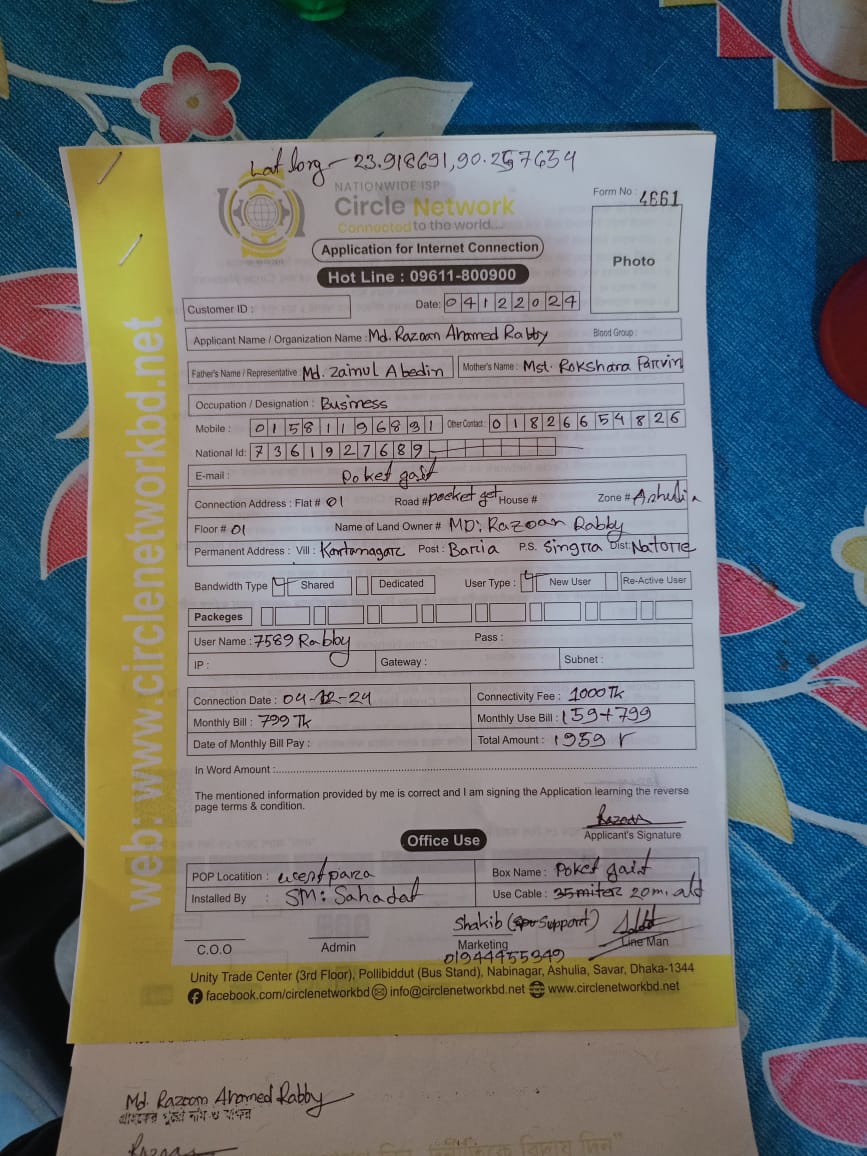 Lat long - 23.918691,90.257654
NATIONWIDE ISP
Circle Network
Connected to the world....
Form No : 4661
Photo
Application for Internet Connection
Hot Line : 09611-800900
Customer ID :
Date: 04122024
Applicant Name / Organization Name : Md. Razoan Ahamed Rabby Blood Group :
Father's Name / Representative Md. Zainul Abedin Mother's Name : Mst. Rokshana Parvin
Occupation / Designation : Business
Mobile : 01581196891 Other Contact : 01826654826
National Id: 7361927689
E-mail : Poket gait
Connection Address : Flat # 01 Road # pocket get House # Zone # Ashulia
Floor # 01 Name of Land Owner # MD: Razoan Rabby
Permanent Address : Vill : Kantanagar Post : Baria P.S. Singra Dist: Natore
Bandwidth Type Shared Dedicated User Type : New User Re-Active User
Packeges
User Name : 7589 Rabby Pass :
IP : Gateway : Subnet :
Connection Date : 04-12-24 Connectivity Fee : 1000 Tk
Monthly Bill : 799 Tk Monthly Use Bill : 159+799
Date of Monthly Bill Pay : Total Amount : 1959
In Word Amount :
The mentioned information provided by me is correct and I am signing the Application learning the reverse
page terms & condition.
Razoan
Applicant's Signature
Office Use
POP Locatition : west para Box Name : Poket gait
Installed By : SM: Sahadat Use Cable : 35miter 20m. old
Shakib (Support)
C.O.O Admin Marketing Line Man
01944455349
Unity Trade Center (3rd Floor), Pollibiddut (Bus Stand), Nabinagar, Ashulia, Savar, Dhaka-1344
facebook.com/circlenetworkbd info@circlenetworkbd.net www.circlenetworkbd.net
web: www.circlenetworkbd.net
Md. Razoan Ahamed Rabby
গ্রাহকের পুরো নাম ও স্বাক্ষর
Razoan